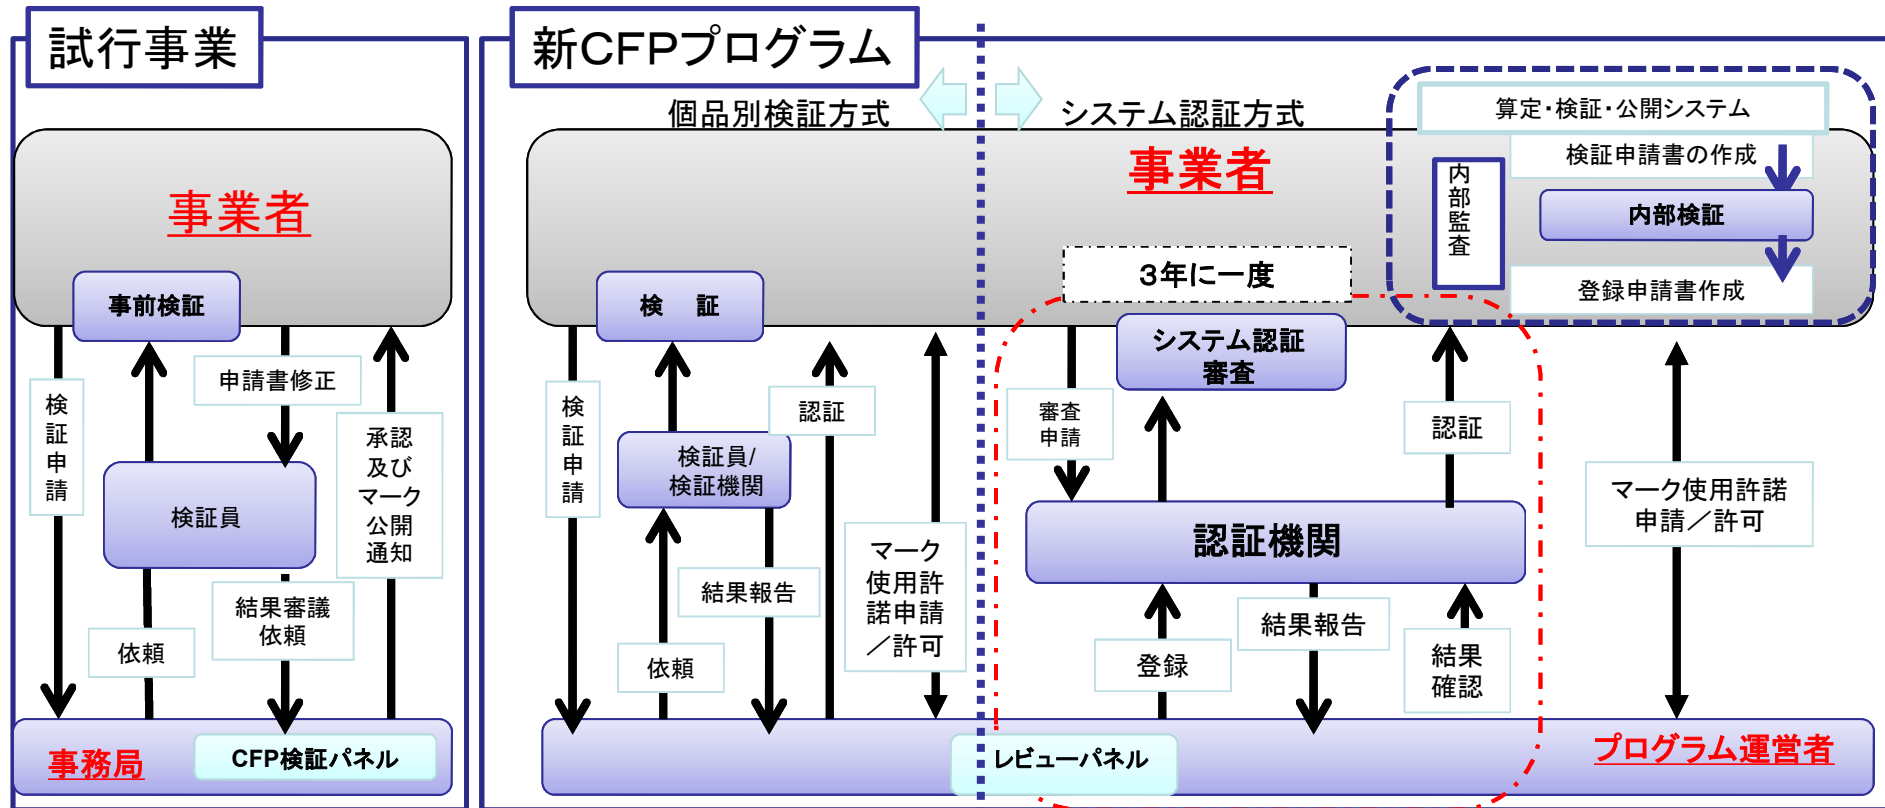 試行事業
事業者
事前検証
検
証
申
請
申請書修正
承認
及び
マーク
公開
通知
検証員
依頼
結果審議
依頼
事務局
CFP検証パネル
新CFPプログラム
個品別検証方式
システム認証方式
事業者
算定・検証・公開システム
検証申請書の作成
内部検証
登録申請書作成
内
部
監
査
３年に一度
検　証
検
証
申
請
検証員/
検証機関
認証
依頼
結果報告
マーク
使用許
諾申請
／許可
システム認証
審査
審査
申請
認証
認証機関
登録
結果報告
結果
確認
マーク使用許諾
申請／許可
レビューパネル
プログラム運営者